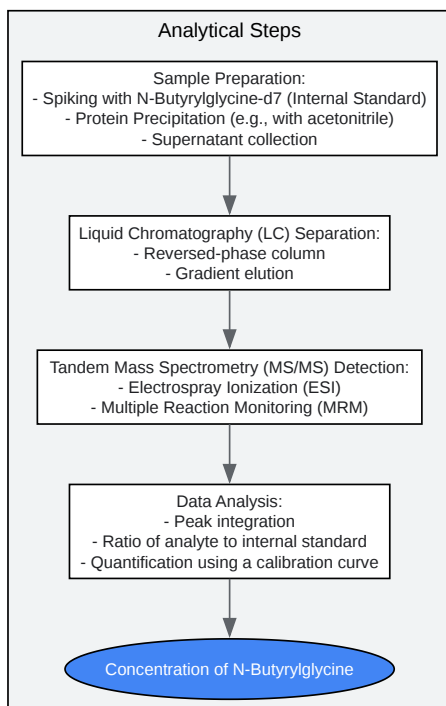 Analytical Steps
Sample Preparation:
- Spiking with N-Butyrylglycine-d7 (Internal Standard)
- Protein Precipitation (e.g., with acetonitrile)
- Supernatant collection
Liquid Chromatography (LC) Separation:
- Reversed-phase column
- Gradient elution
Tandem Mass Spectrometry (MS/MS) Detection:
- Electrospray Ionization (ESI)
- Multiple Reaction Monitoring (MRM)
Data Analysis:
- Peak integration
- Ratio of analyte to internal standard
- Quantification using a calibration curve
Concentration of N-Butyrylglycine